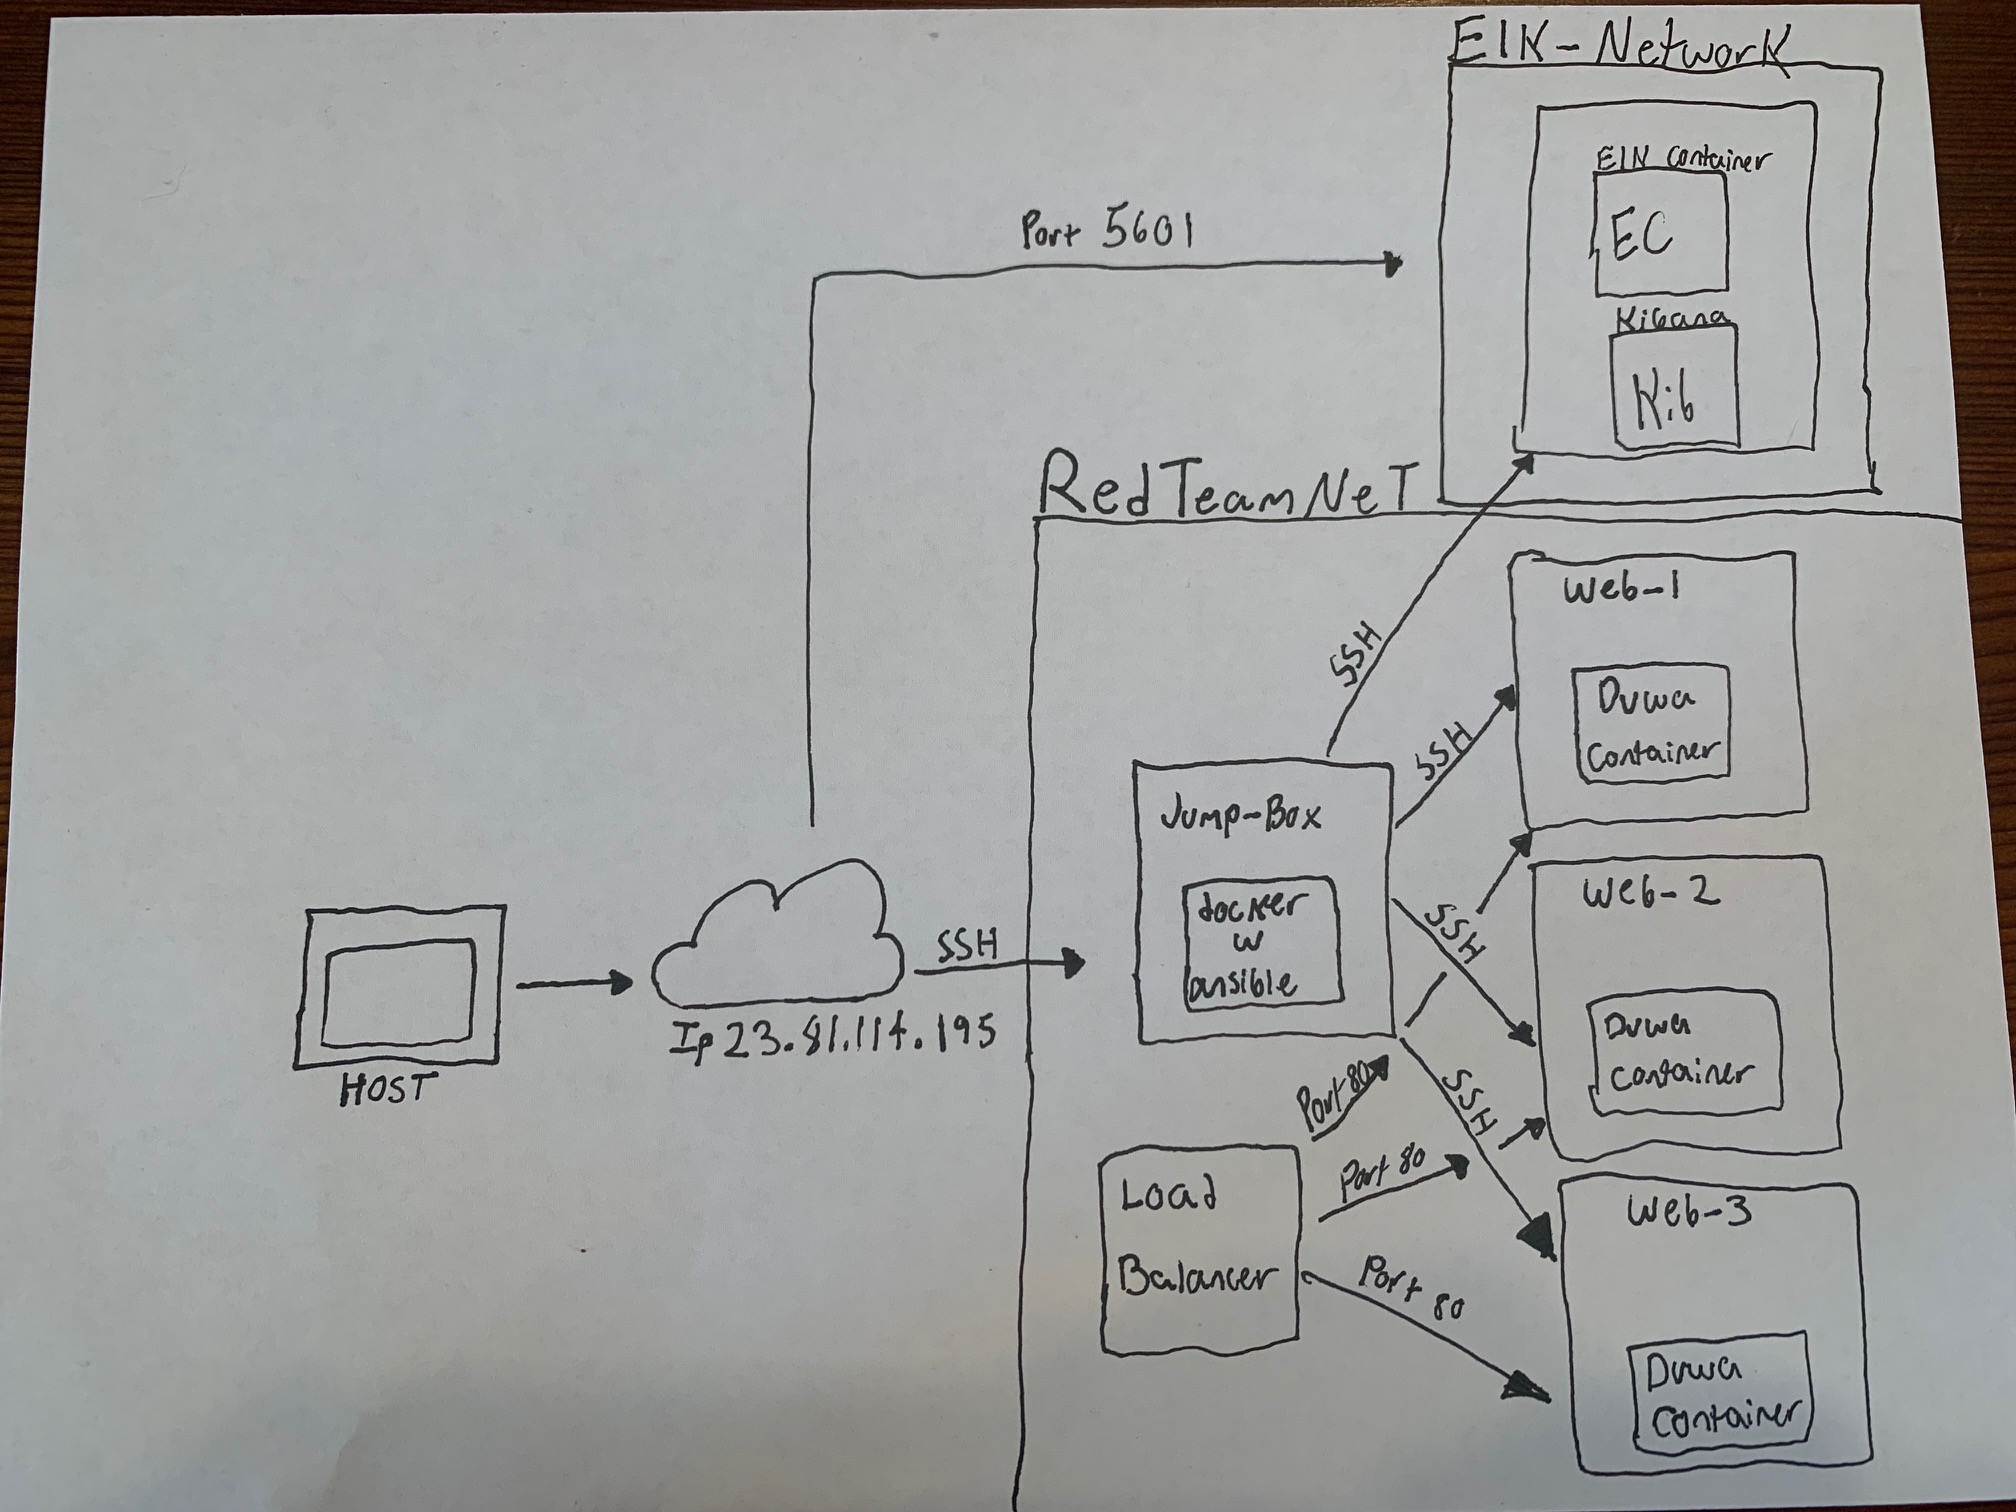 ElK-Network
ElN Container
EC
Kibana
Kib
Port 5601
RedTeamNeT
Web-1
Dvwa
Container
SSH
SSH
Jump-Box
docker
w
ansible
SSH
SSH
SSH
Web-2
Dvwa
Container
HOST
Ip 23.81.114.195
Port 80
Port 80
Port 80
Load
Balancer
Web-3
Dvwa
Container